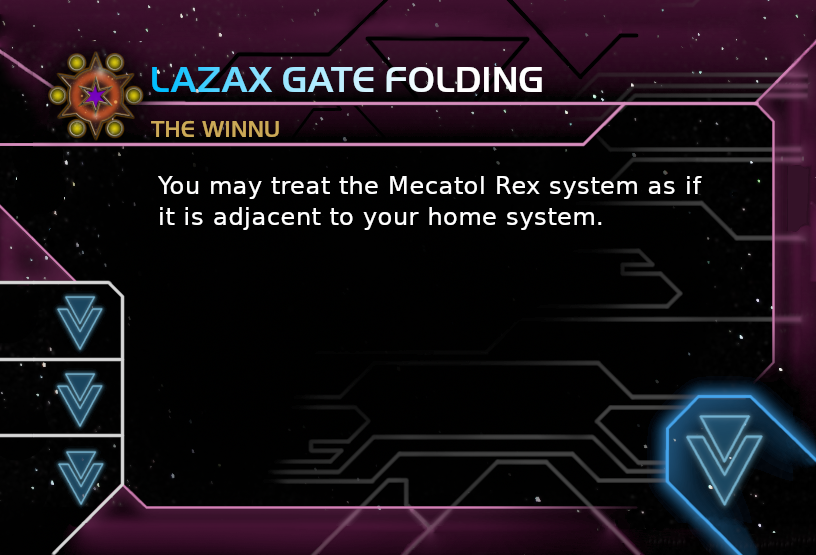 LAZAX GATE FOLDING
THE WINNU
You may treat the Mecatol Rex system as if
it is adjacent to your home system.